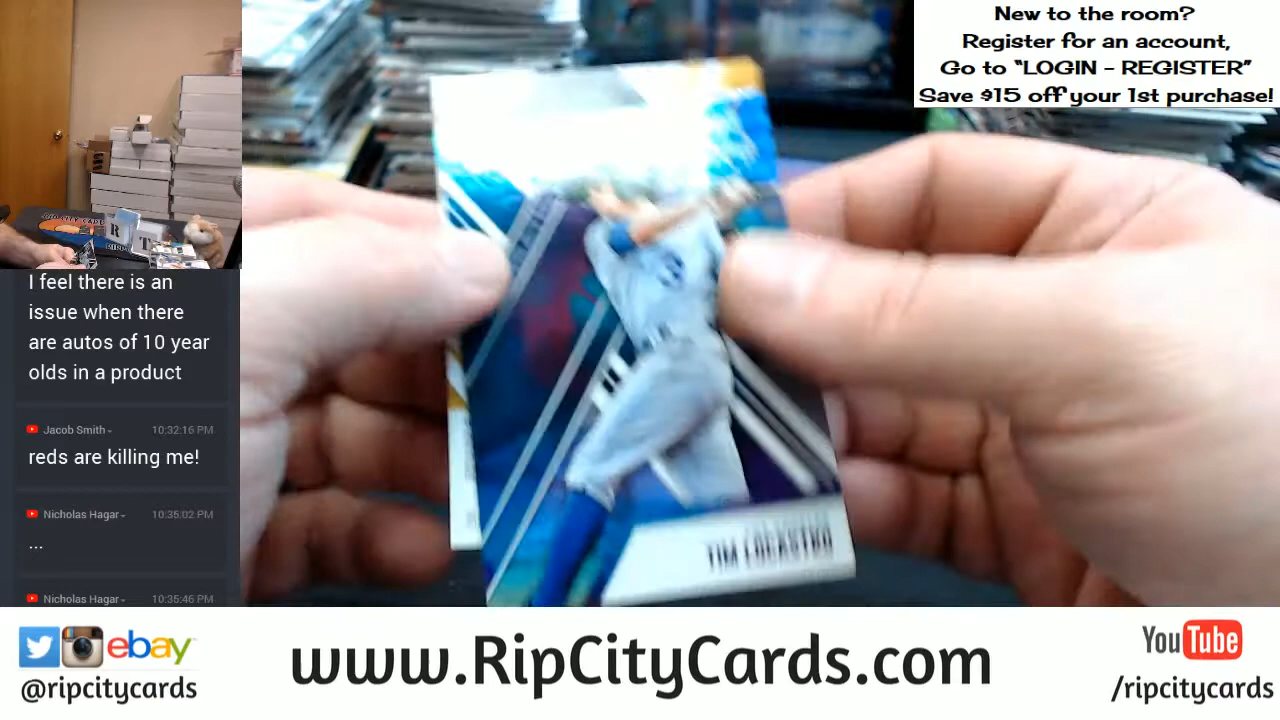 New to the room?
Register for an account,
Go to “LOGIN - REGISTER”
Save $15 off your 1st purchase!
R T
I feel there is an
issue when there
are autos of 10 year
olds in a product
Jacob Smith
10:32:16 PM
reds are killing me!
Nicholas Hagar
10:35:02 PM
...
Nicholas Hagar
10:35:46 PM
TIM LOCASTRO
ebay
@ripcitycards
www.RipCityCards.com
YouTube
/ripcitycards